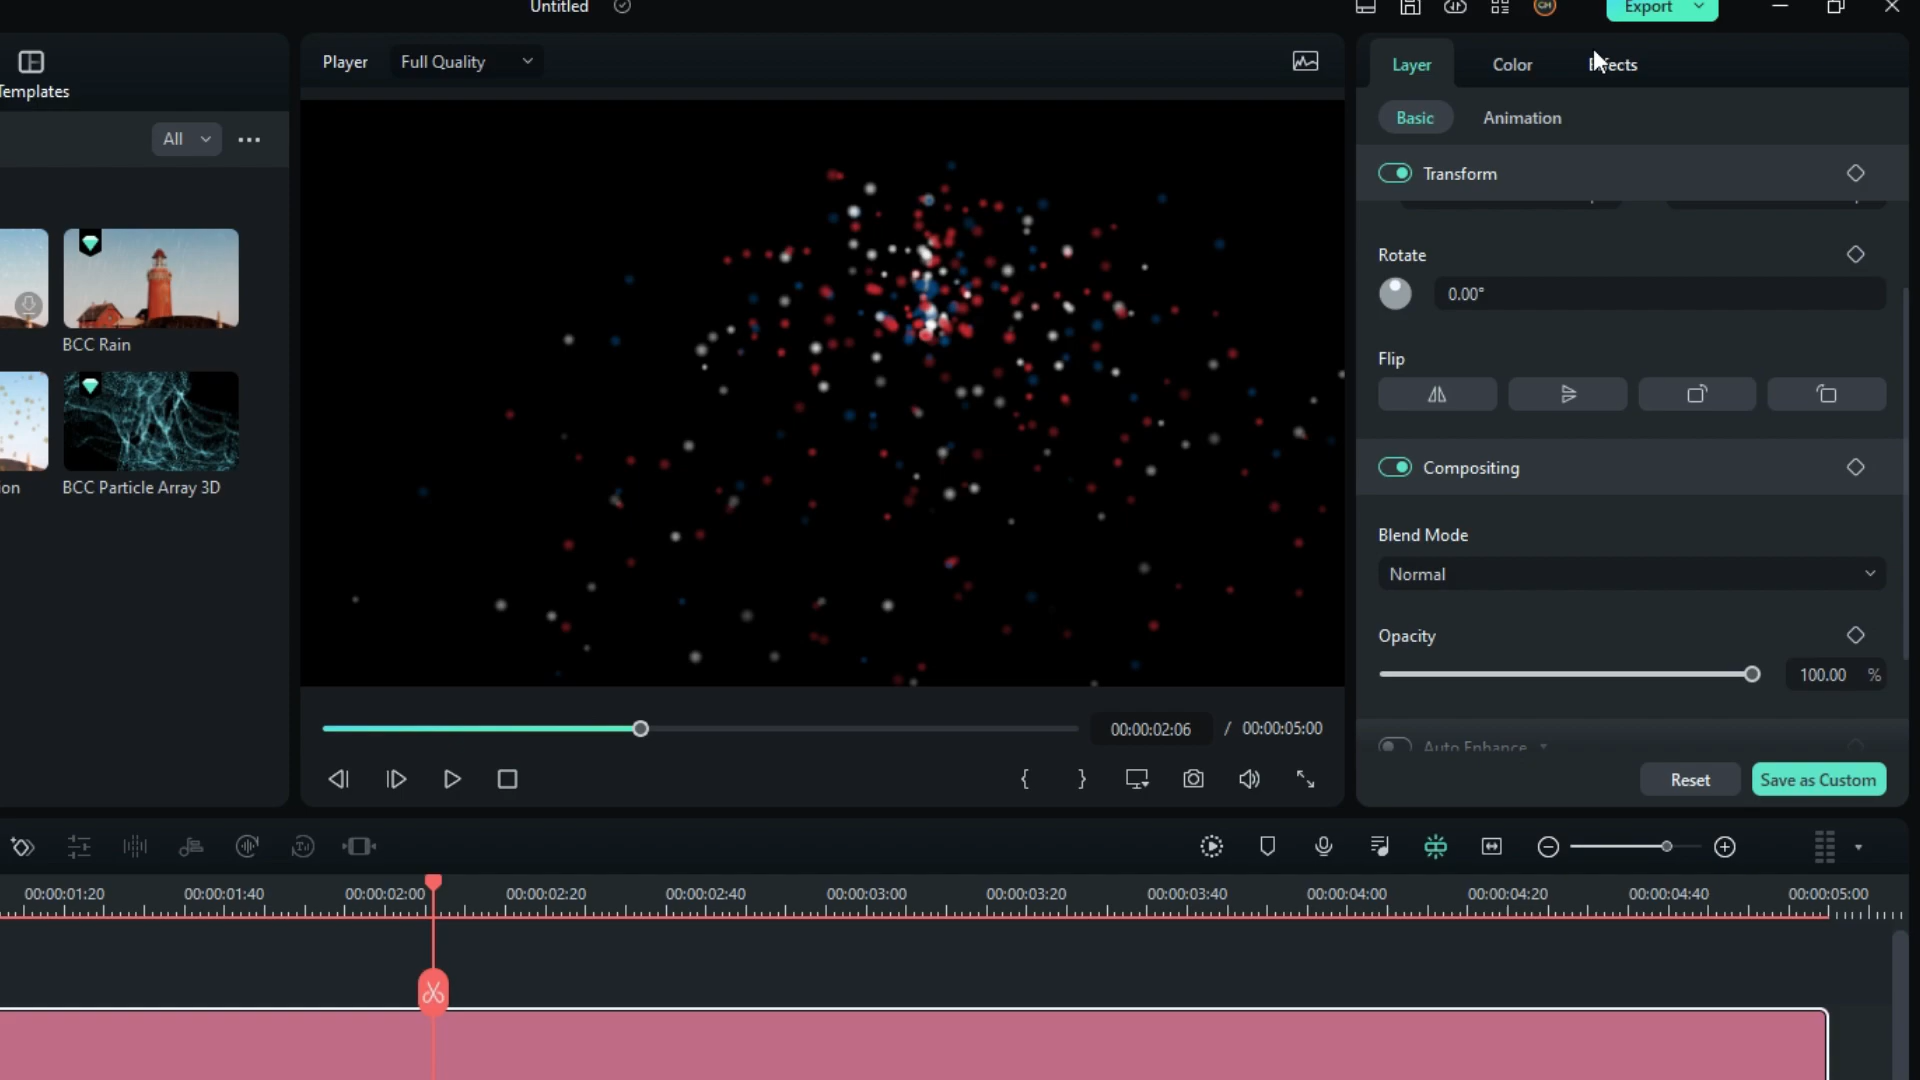 Untitled
Export
Templates
Player
Full Quality
Layer
Color
Effects
All
Basic
Animation
Transform
Rotate
0.00°
BCC Rain
Flip
Compositing
BCC Particle Array 3D
Blend Mode
Normal
Opacity
100.00 %
00:00:02:06 / 00:00:05:00
Auto Enhance
Reset
Save as Custom
00:00:01:20
00:00:01:40
00:00:02:00
00:00:02:20
00:00:02:40
00:00:03:00
00:00:03:20
00:00:03:40
00:00:04:00
00:00:04:20
00:00:04:40
00:00:05:00